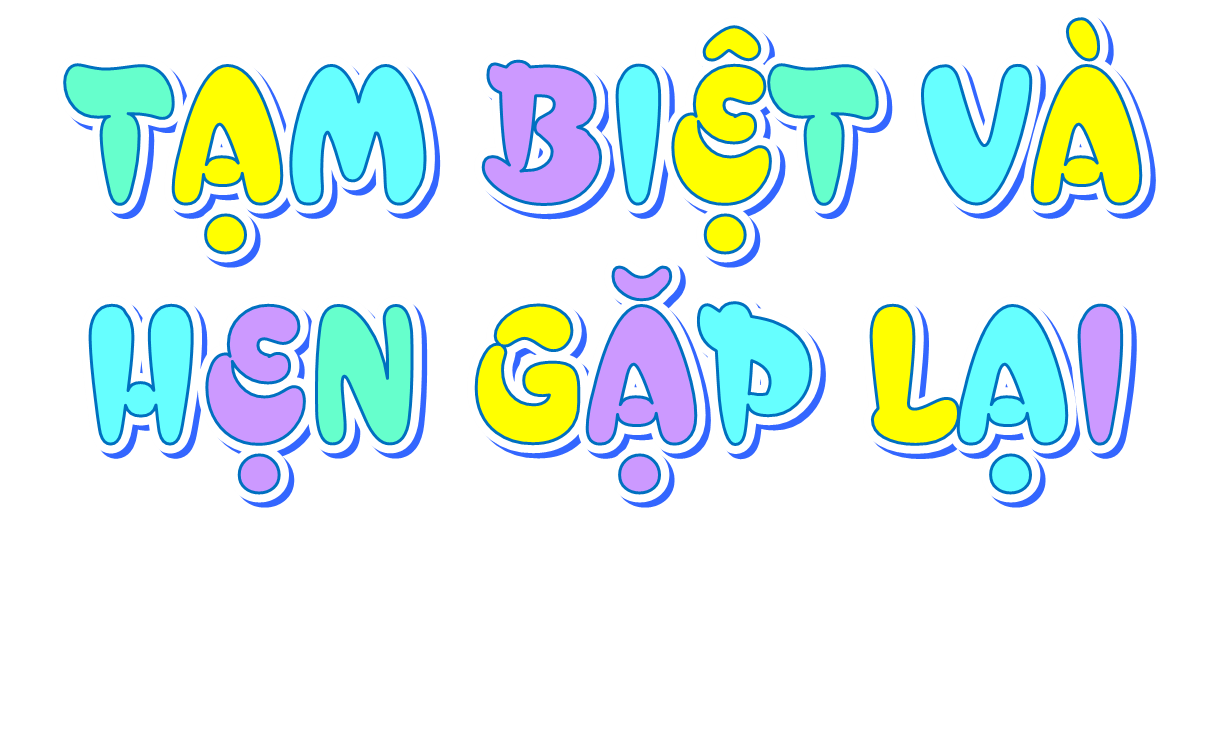 TẠM BIỆT VÀ
HẸN GẶP LẠI